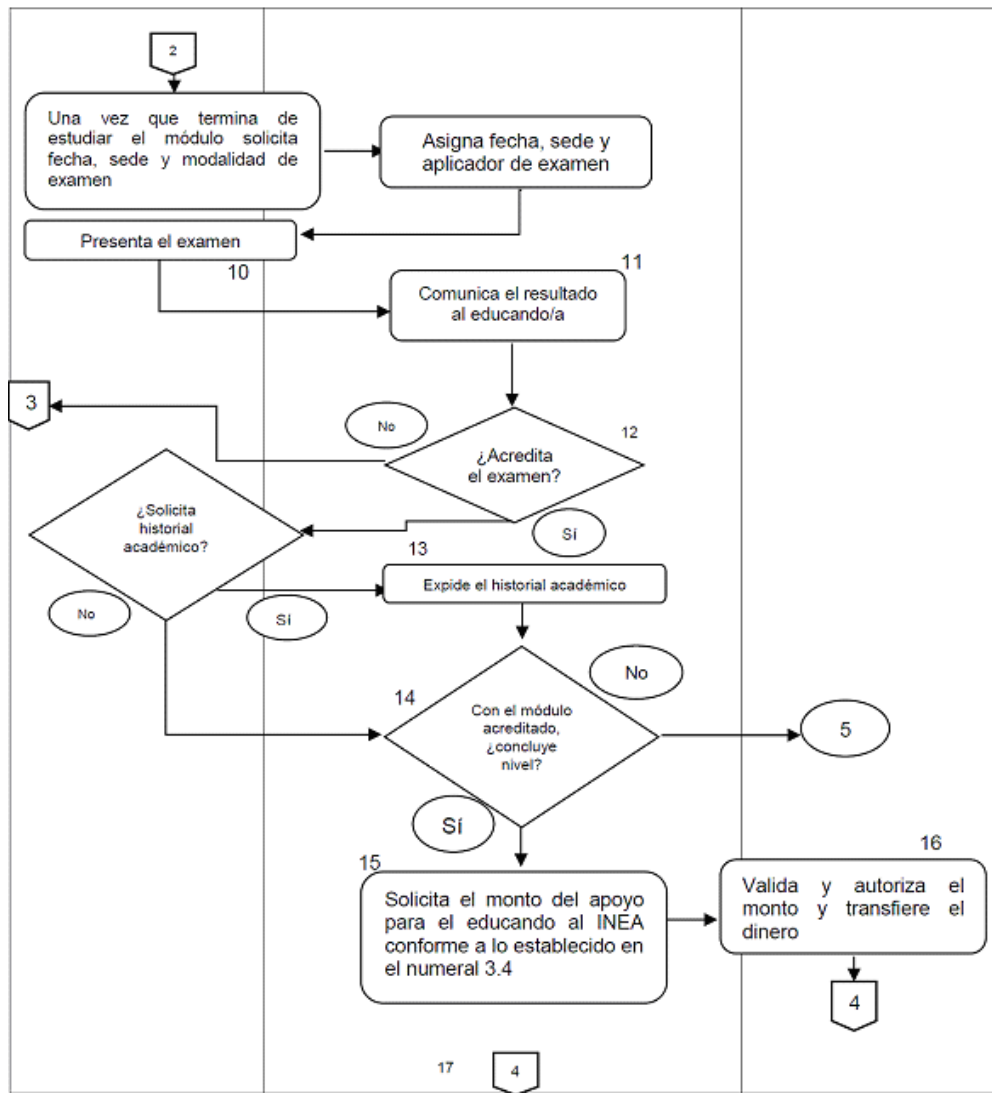 2
Una vez que termina de
estudiar el módulo solicita
fecha, sede y modalidad de
examen
Asigna fecha, sede y
aplicador de examen
Presenta el examen
10
11
Comunica el resultado
al educando/a
3
No
12
¿Acredita
el examen?
¿Solicita
historial
académico?
Sí
13
Expide el historial académico
No
Sí
No
14
Con el módulo
acreditado,
¿concluye
nivel?
5
Sí
15
16
Solicita el monto del apoyo
para el educando al INEA
conforme a lo establecido en
el numeral 3.4
Valida y autoriza el
monto y transfiere el
dinero
4
17
4